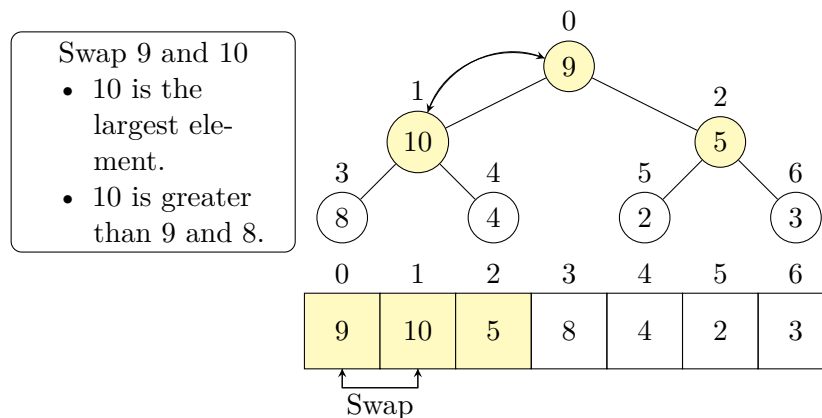 Swap 9 and 10
• 10 is the
largest ele-
ment.
• 10 is greater
than 9 and 8.
0
9
1
2
10
5
3
4
5
6
8
4
2
3
0 1 2 3 4 5 6
9 10 5 8 4 2 3
Swap